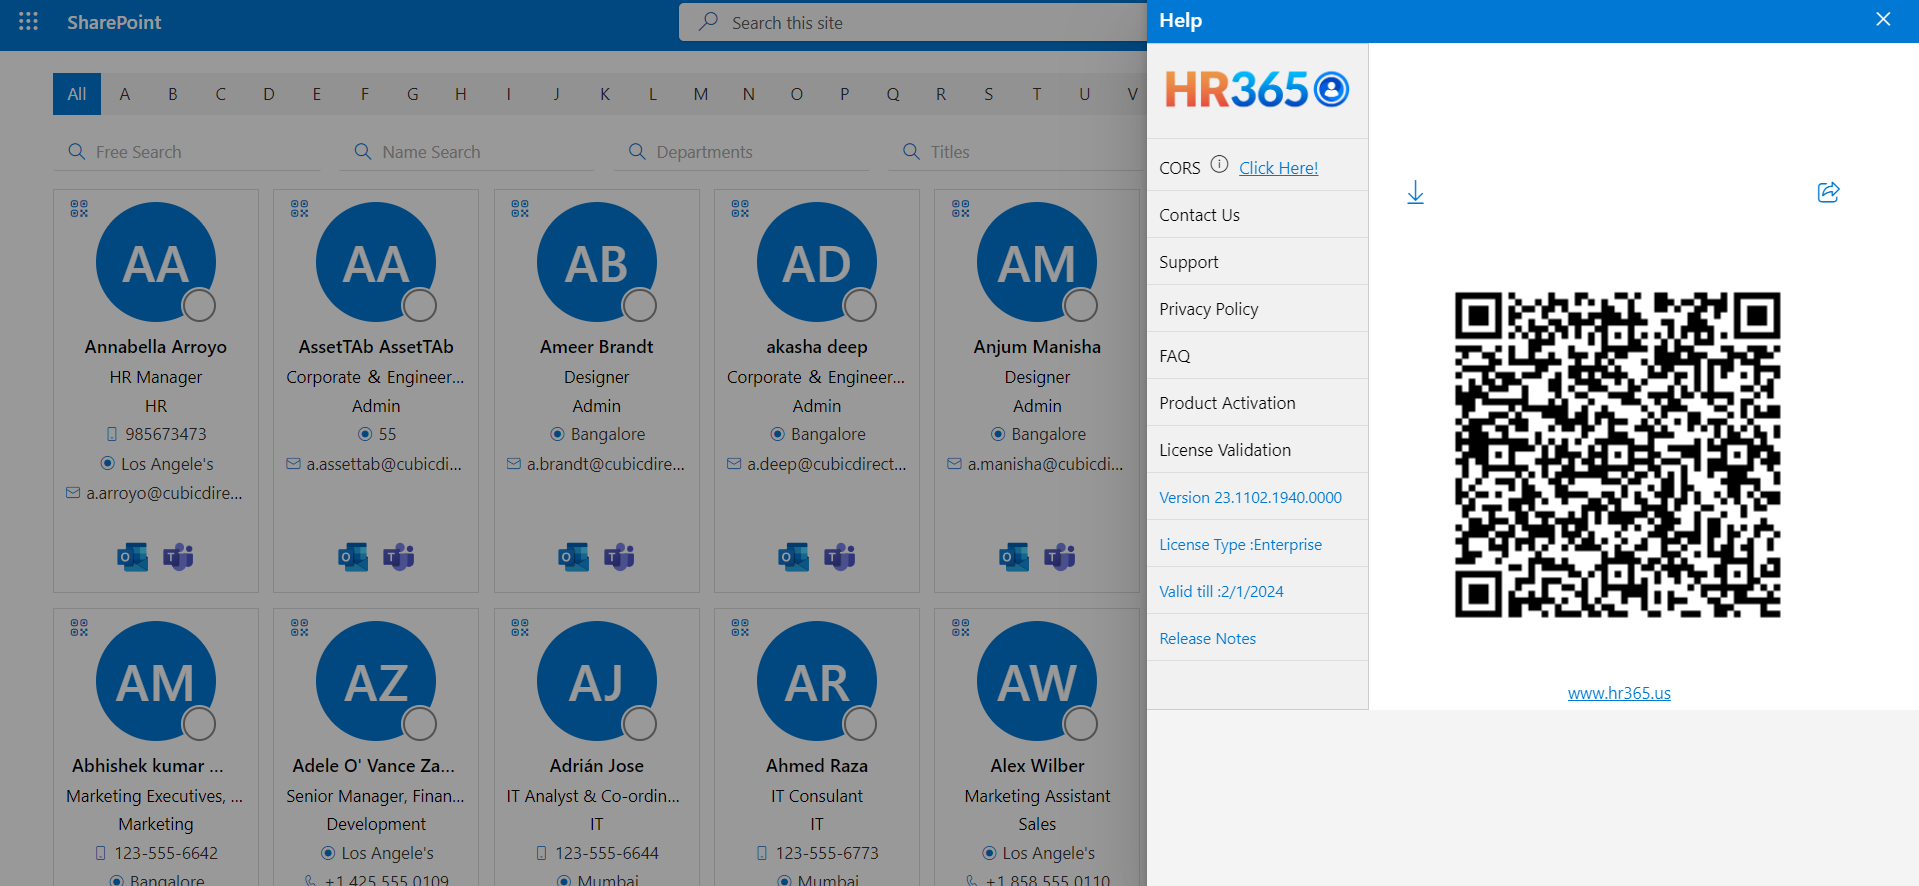 SharePoint
Search this site
All A B C D E F G H I J K L M N O P Q R S T U V
Free Search
Name Search
Departments
Titles
AA
Annabella Arroyo
HR Manager
HR
985673473
Los Angele's
a.arroyo@cubicdire...
AA
AssetTAb AssetTAb
Corporate & Engineer...
Admin
55
a.assettab@cubicdi...
AB
Ameer Brandt
Designer
Admin
Bangalore
a.brandt@cubicdire...
AD
akasha deep
Corporate & Engineer...
Admin
Bangalore
a.deep@cubicdirect...
AM
Anjum Manisha
Designer
Admin
Bangalore
a.manisha@cubicdi...
AM
Abhishek kumar ...
Marketing Executives, ...
Marketing
123-555-6642
Bangalore
AZ
Adele O' Vance Za...
Senior Manager, Finan...
Development
Los Angele's
+1 425 555 0109
AJ
Adrián Jose
IT Analyst & Co-ordin...
IT
123-555-6644
Mumbai
AR
Ahmed Raza
IT Consulant
IT
123-555-6773
Mumbai
AW
Alex Wilber
Marketing Assistant
Sales
Los Angele's
+1 858 555 0110
Help
HR365
CORS Click Here!
Contact Us
Support
Privacy Policy
FAQ
Product Activation
License Validation
Version 23.1102.1940.0000
License Type :Enterprise
Valid till :2/1/2024
Release Notes
www.hr365.us